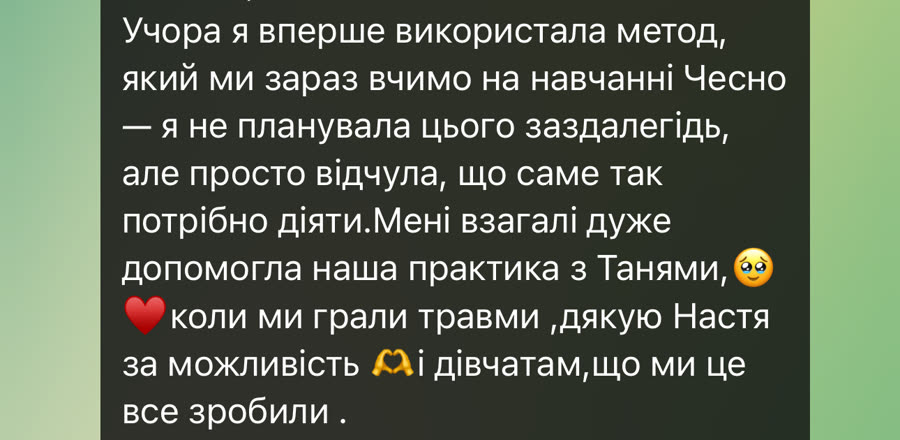 Учора я вперше використала метод,
який ми зараз вчимо на навчанні Чесно
— я не планувала цього заздалегідь,
але просто відчула, що саме так
потрібно діяти.Мені взагалі дуже
допомогла наша практика з Танями,🥹
♥️коли ми грали травми ,дякую Настя
за можливість 🫶і дівчатам,що ми це
все зробили .